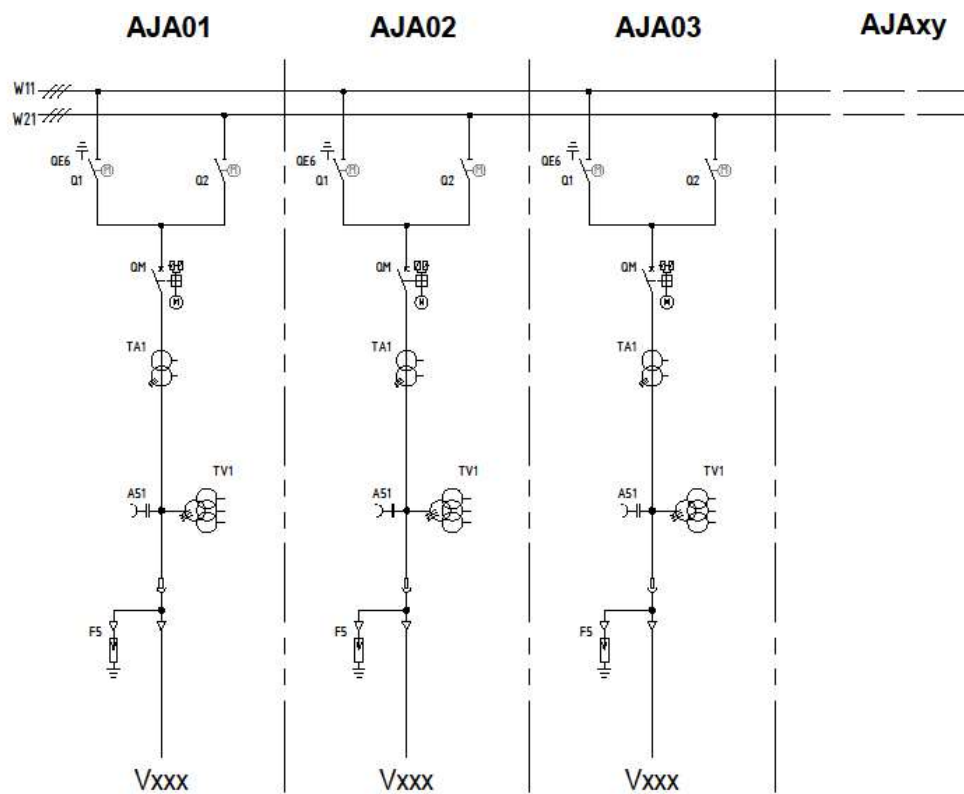 AJA01 AJA02 AJA03 AJAxy
W11
W21
QE6 QE6 QE6
Q1 M Q2 M Q1 M Q2 M Q1 M Q2 M
QM QM QM
M M M
TA1 TA1 TA1
TV1 TV1 TV1
A51 A51 A51
F5 F5 F5
Vxxx Vxxx Vxxx